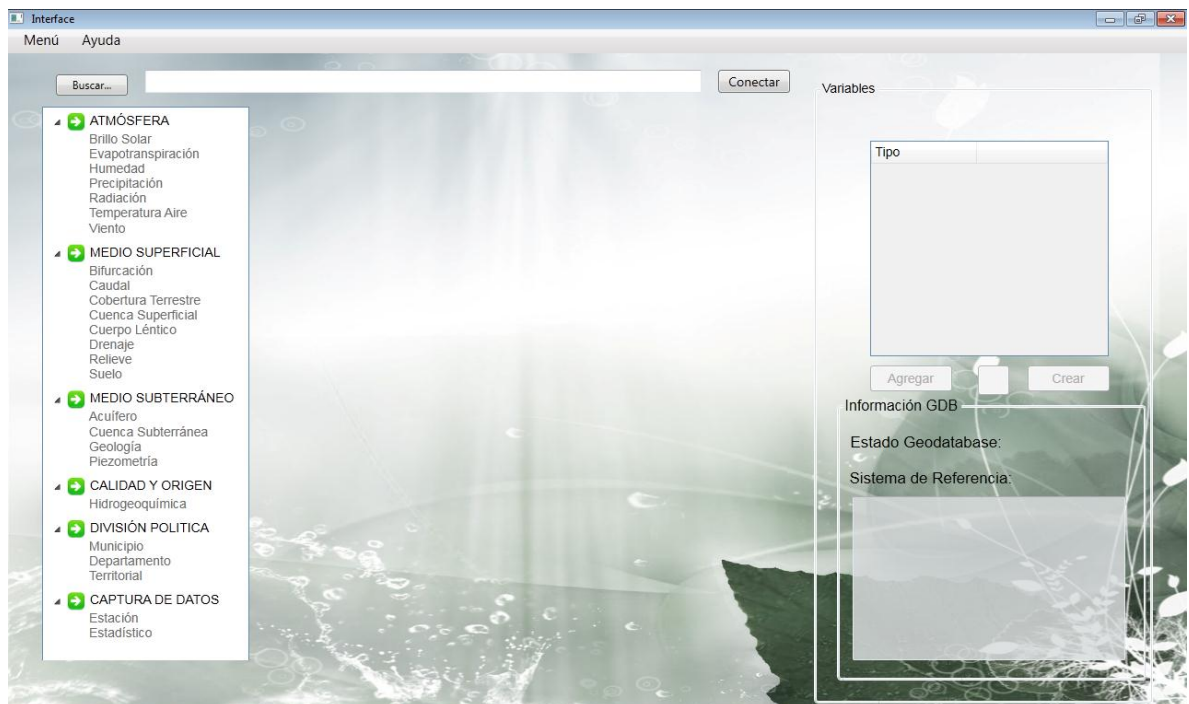 Interface
Menú Ayuda
Buscar... Conectar
ATMÓSFERA
Brillo Solar
Evapotranspiración
Humedad
Precipitación
Radiación
Temperatura Aire
Viento
MEDIO SUPERFICIAL
Bifurcación
Caudal
Cobertura Terrestre
Cuenca Superficial
Cuerpo Léntico
Drenaje
Relieve
Suelo
MEDIO SUBTERRÁNEO
Acuífero
Cuenca Subterránea
Geología
Piezometría
CALIDAD Y ORIGEN
Hidrogeoquímica
DIVISIÓN POLITICA
Municipio
Departamento
Territorial
CAPTURA DE DATOS
Estación
Estadístico
Variables
Tipo
Agregar Crear
Información GDB
Estado Geodatabase:
Sistema de Referencia: